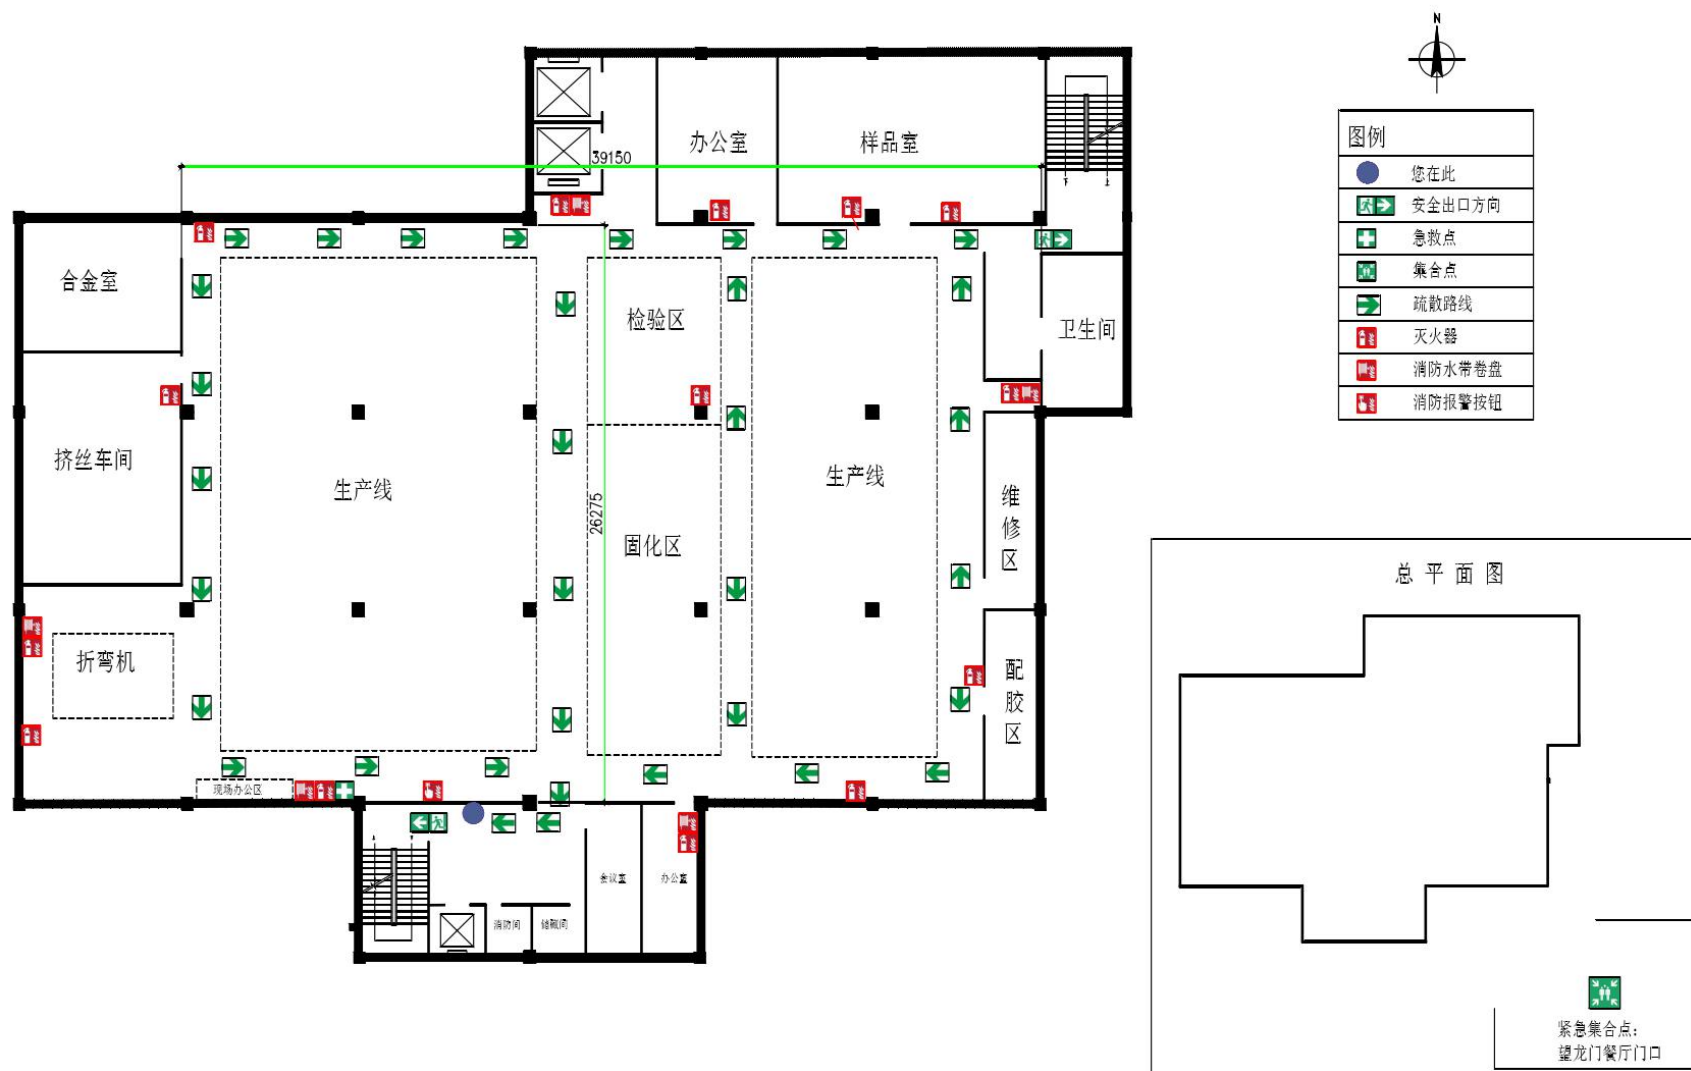 N
图例
您在此
安全出口方向
急救点
集合点
疏散路线
灭火器
消防水带卷盘
消防报警按钮
办公室
样品室
39150
合金室
检验区
卫生间
挤丝车间
生产线
生产线
26275
固化区
维修区
折弯机
配胶区
现场办公区
会议室
办公室
消防间
储藏间
总平面图
紧急集合点:
望龙门餐厅门口